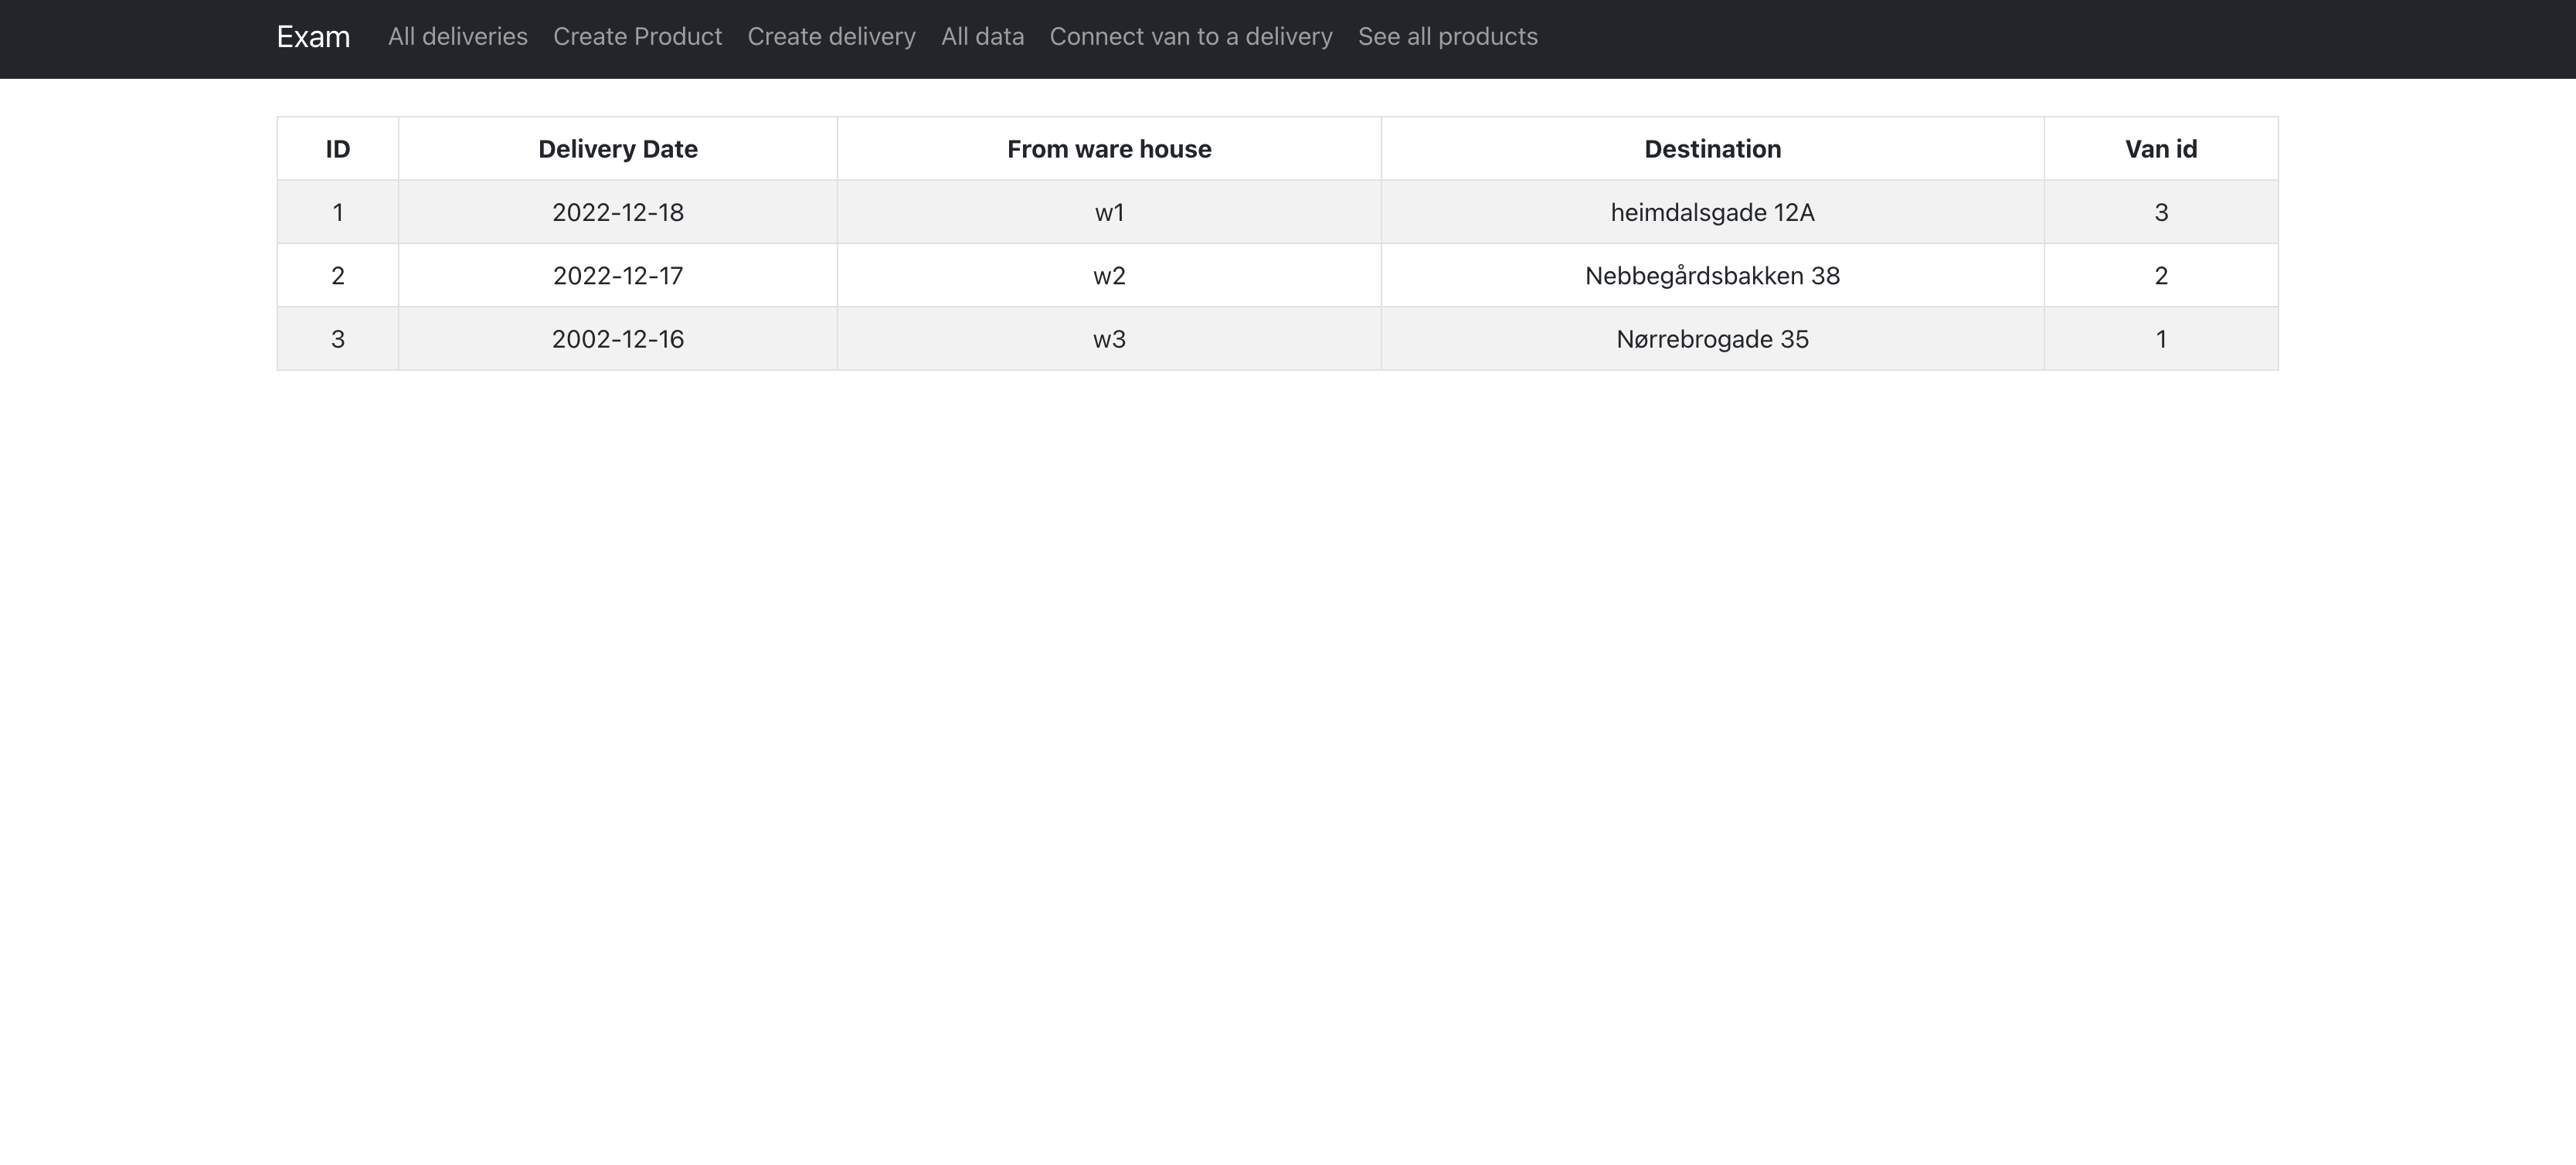 Exam All deliveries Create Product Create delivery All data Connect van to a delivery See all products
ID Delivery Date From ware house Destination Van id
1 2022-12-18 w1 heimdalsgade 12A 3
2 2022-12-17 w2 Nebbegårdsbakken 38 2
3 2002-12-16 w3 Nørrebrogade 35 1